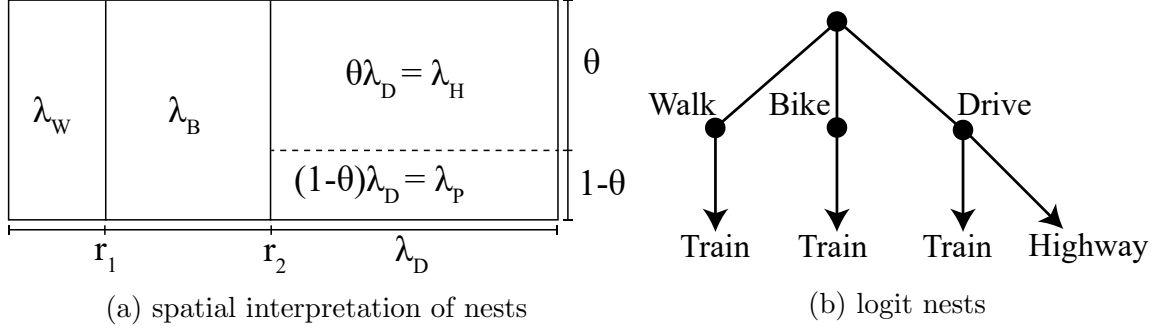 λ_W
λ_B
θλ_D = λ_H
θ
(1-θ)λ_D = λ_P
1-θ
r_1
r_2
λ_D
(a) spatial interpretation of nests
Walk
Bike
Drive
Train
Train
Train
Highway
(b) logit nests